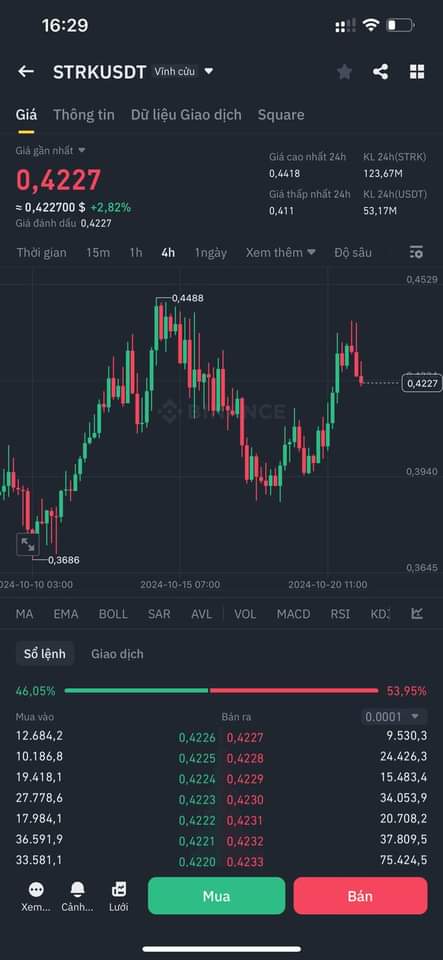 16:29
STRKUSDT Vĩnh cửu
Giá Thông tin Dữ liệu Giao dịch Square
Giá gần nhất
0,4227
≈ 0,422700 $ +2,82%
Giá đánh dấu 0,4227
Giá cao nhất 24h KL 24h(STRK)
0,4418 123,67M
Giá thấp nhất 24h KL 24h(USDT)
0,411 53,17M
Thời gian 15m 1h 4h 1ngày Xem thêm Độ sâu
0,4529
0,4488
0,4227
BINANCE
0,3940
0,3686
0,3645
2024-10-10 03:00 2024-10-15 07:00 2024-10-20 11:00
MA EMA BOLL SAR AVL VOL MACD RSI KDJ
Sổ lệnh Giao dịch
46,05% 53,95%
Mua vào Bán ra 0.0001
12.684,2 0,4226 0,4227 9.530,3
10.186,8 0,4225 0,4228 24.426,3
19.418,1 0,4224 0,4229 15.483,4
27.778,6 0,4223 0,4230 34.053,9
17.984,1 0,4222 0,4231 20.708,2
36.591,9 0,4221 0,4232 37.809,5
33.581,1 0,4220 0,4233 75.424,5
Xem... Cảnh... Lưới Mua Bán